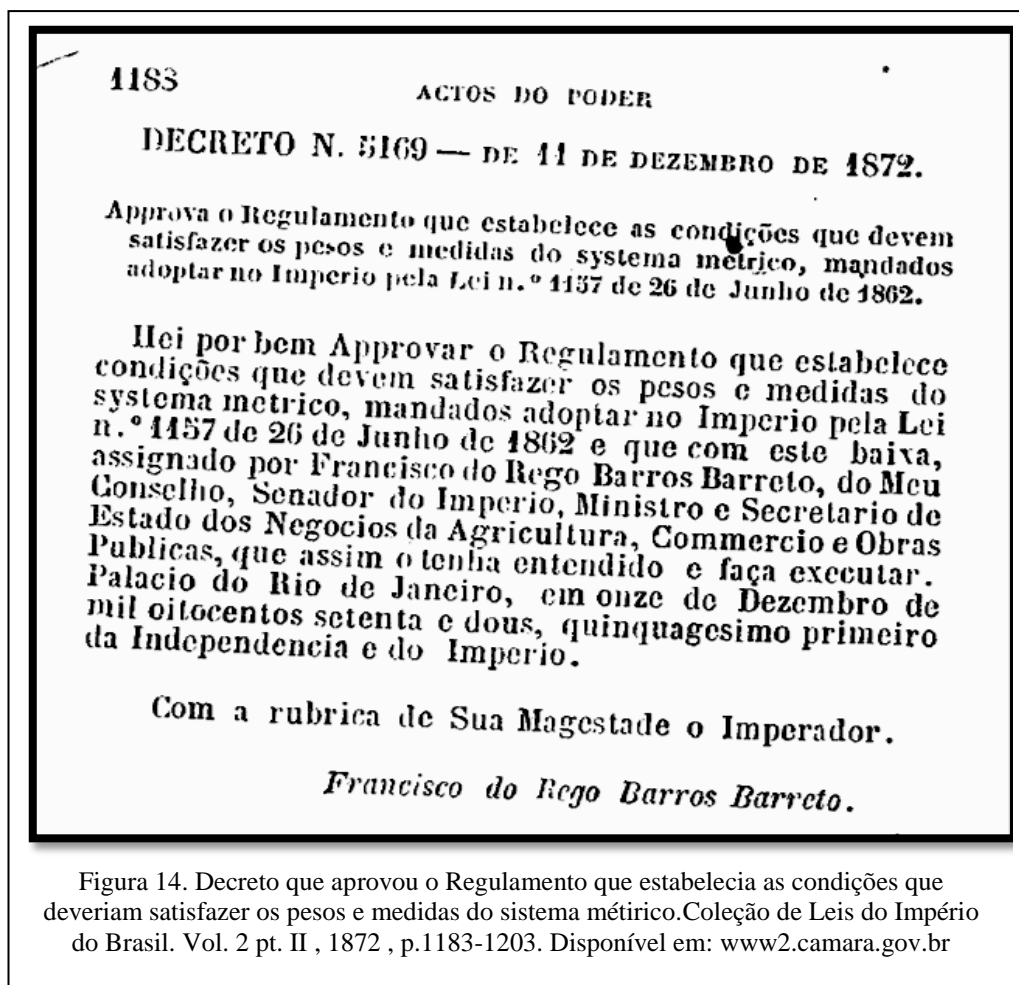 1183
ACTOS DO PODER
DECRETO N. 5169 — DE 11 DE DEZEMBRO DE 1872.
Approva o Regulamento que estabelece as condições que devem
satisfazer os pesos e medidas do systema metrico, mandados
adoptar no Imperio pela Lei n.º 1157 de 26 de Junho de 1862.
Hei por bem Approvar o Regulamento que estabelece
condições que devem satisfazer os pesos e medidas do
systema metrico, mandados adoptar no Imperio pela Lei
n.º 1157 de 26 de Junho de 1862 e que com este baixa,
assignado por Francisco do Rego Barros Barreto, do Meu
Conselho, Senador do Imperio, Ministro e Secretario de
Estado dos Negocios da Agricultura, Commercio e Obras
Publicas, que assim o tenha entendido e faça executar.
Palacio do Rio de Janeiro, em onze de Dezembro de
mil oitocentos setenta e dous, quinquagesimo primeiro
da Independencia e do Imperio.
Com a rubrica de Sua Magestade o Imperador.
Francisco do Rego Barros Barreto.
Figura 14. Decreto que aprovou o Regulamento que estabelecia as condições que
deveriam satisfazer os pesos e medidas do sistema métirico.Coleção de Leis do Império
do Brasil. Vol. 2 pt. II , 1872 , p.1183-1203. Disponível em: www2.camara.gov.br